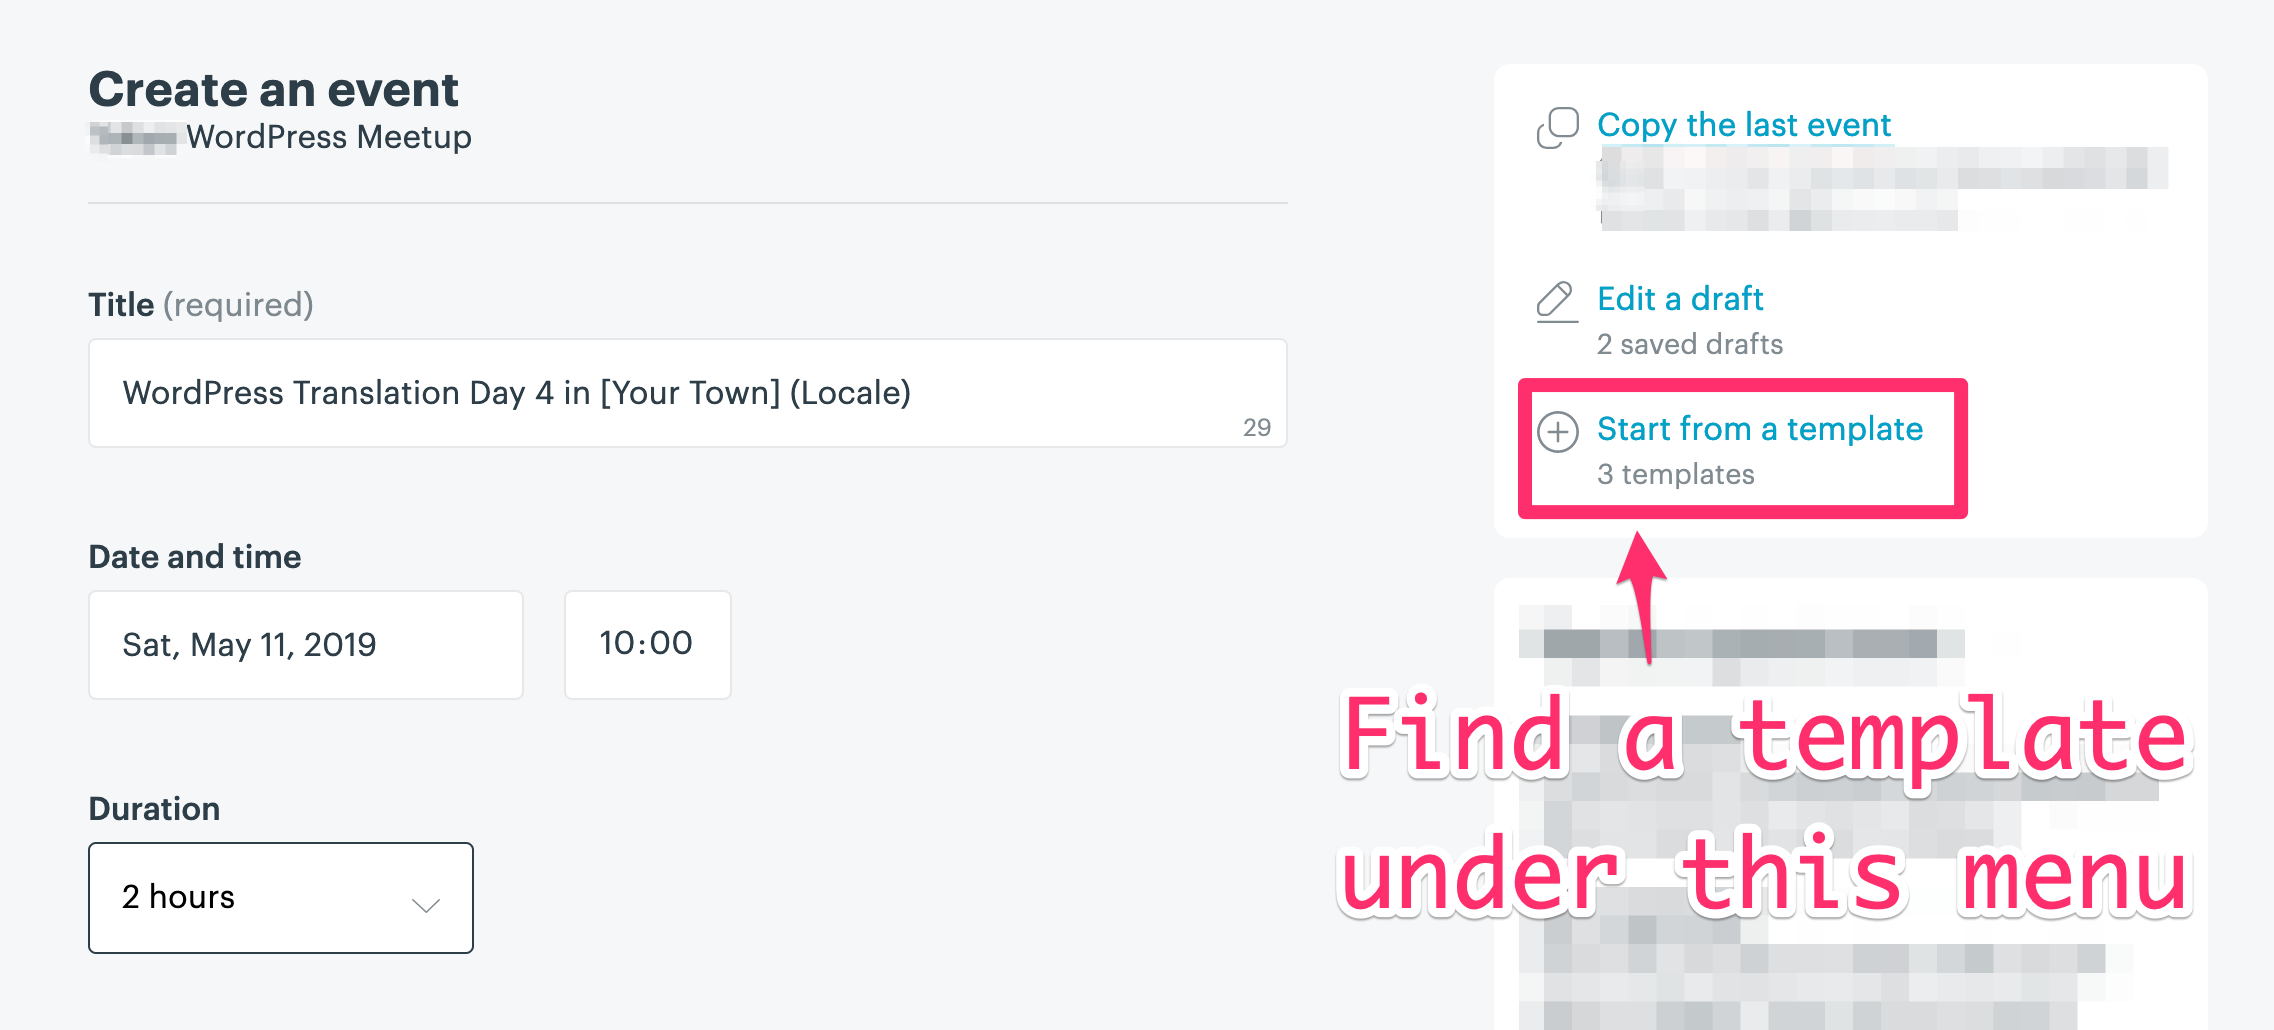 Create an event
WordPress Meetup
Title (required)
WordPress Translation Day 4 in [Your Town] (Locale)
29
Date and time
Sat, May 11, 2019
10:00
Duration
2 hours
Copy the last event
Edit a draft
2 saved drafts
Start from a template
3 templates
Find a template
under this menu